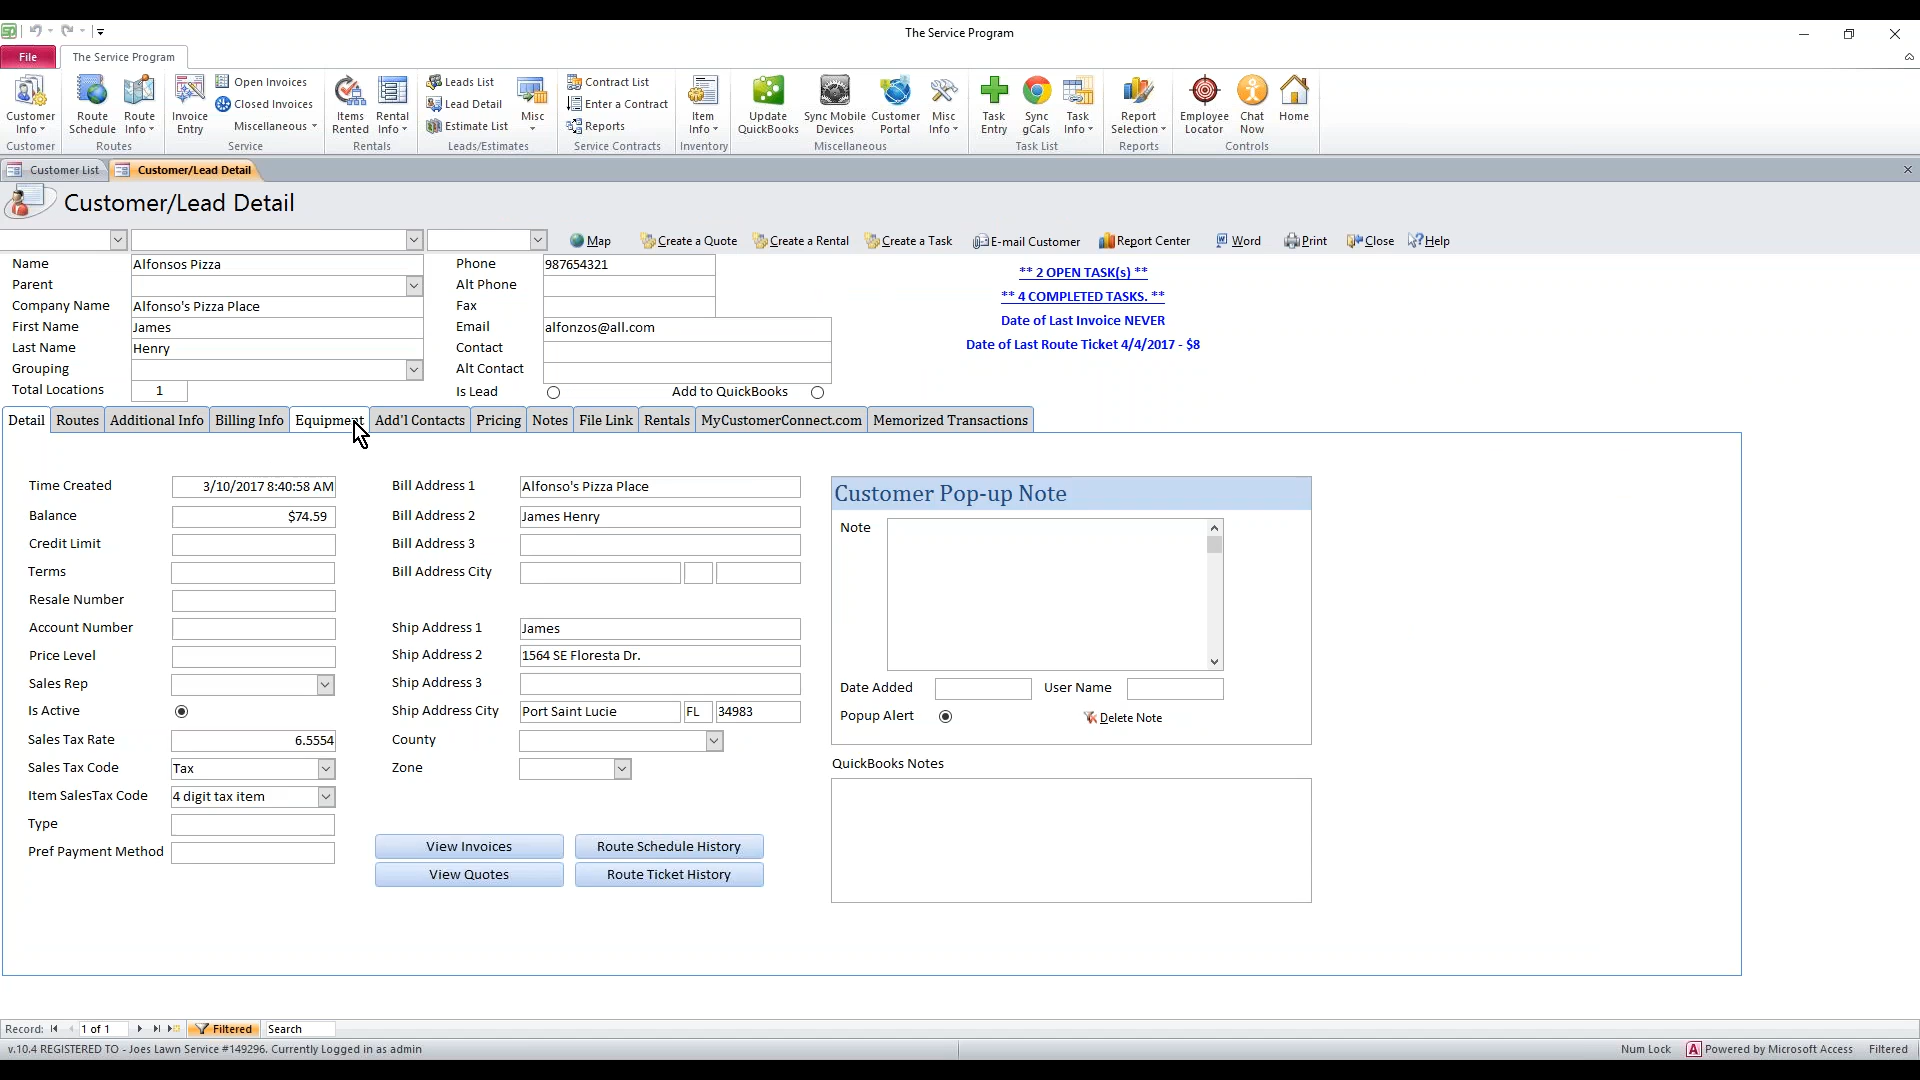 The Service Program
File The Service Program
Customer Info Route Schedule Route Info Invoice Entry Open Invoices Closed Invoices Miscellaneous Items Rented Rental Info Leads List Lead Detail Estimate List Misc Contract List Enter a Contract Reports Item Info Update QuickBooks Sync Mobile Devices Customer Portal Misc Info Task Entry Sync gCals Task Info Report Selection Employee Locator Chat Now Home
Customer Routes Service Rentals Leads/Estimates Service Contracts Inventory Miscellaneous Task List Reports Controls
Customer List Customer/Lead Detail
Customer/Lead Detail
Map Create a Quote Create a Rental Create a Task E-mail Customer Report Center Word Print Close Help
Name Alfonsos Pizza Phone 987654321
** 2 OPEN TASK(s) **
Parent Alt Phone
** 4 COMPLETED TASKS. **
Company Name Alfonso's Pizza Place Fax
Date of Last Invoice NEVER
First Name James Email alfonzos@all.com
Last Name Henry Contact
Date of Last Route Ticket 4/4/2017 - $8
Grouping Alt Contact
Total Locations 1 Is Lead Add to QuickBooks
Detail Routes Additional Info Billing Info Equipment Add'l Contacts Pricing Notes File Link Rentals MyCustomerConnect.com Memorized Transactions
Time Created 3/10/2017 8:40:58 AM Bill Address 1 Alfonso's Pizza Place Customer Pop-up Note
Balance $74.59 Bill Address 2 James Henry Note
Credit Limit Bill Address 3
Terms Bill Address City
Resale Number
Account Number Ship Address 1 James
Price Level Ship Address 2 1564 SE Floresta Dr.
Sales Rep Ship Address 3 Date Added User Name
Is Active Ship Address City Port Saint Lucie FL 34983 Popup Alert Delete Note
Sales Tax Rate 6.5554 County
Sales Tax Code Tax Zone QuickBooks Notes
Item SalesTax Code 4 digit tax item
Type
Pref Payment Method View Invoices Route Schedule History
View Quotes Route Ticket History
Record: 1 of 1 Filtered Search
v.10.4 REGISTERED TO - Joes Lawn Service #149296. Currently Logged in as admin Num Lock A Powered by Microsoft Access Filtered